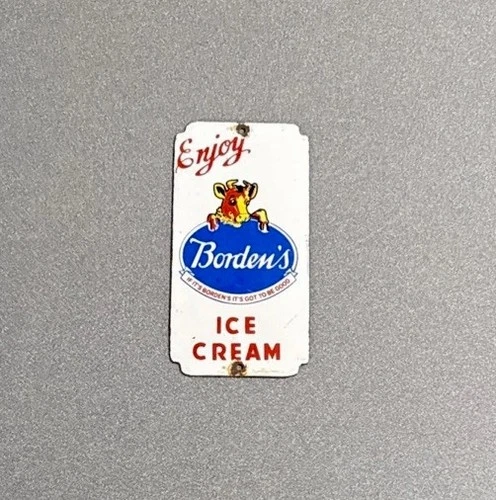 Enjoy
Borden's
IF IT'S BORDEN'S IT'S GOT TO BE GOOD
ICE
CREAM